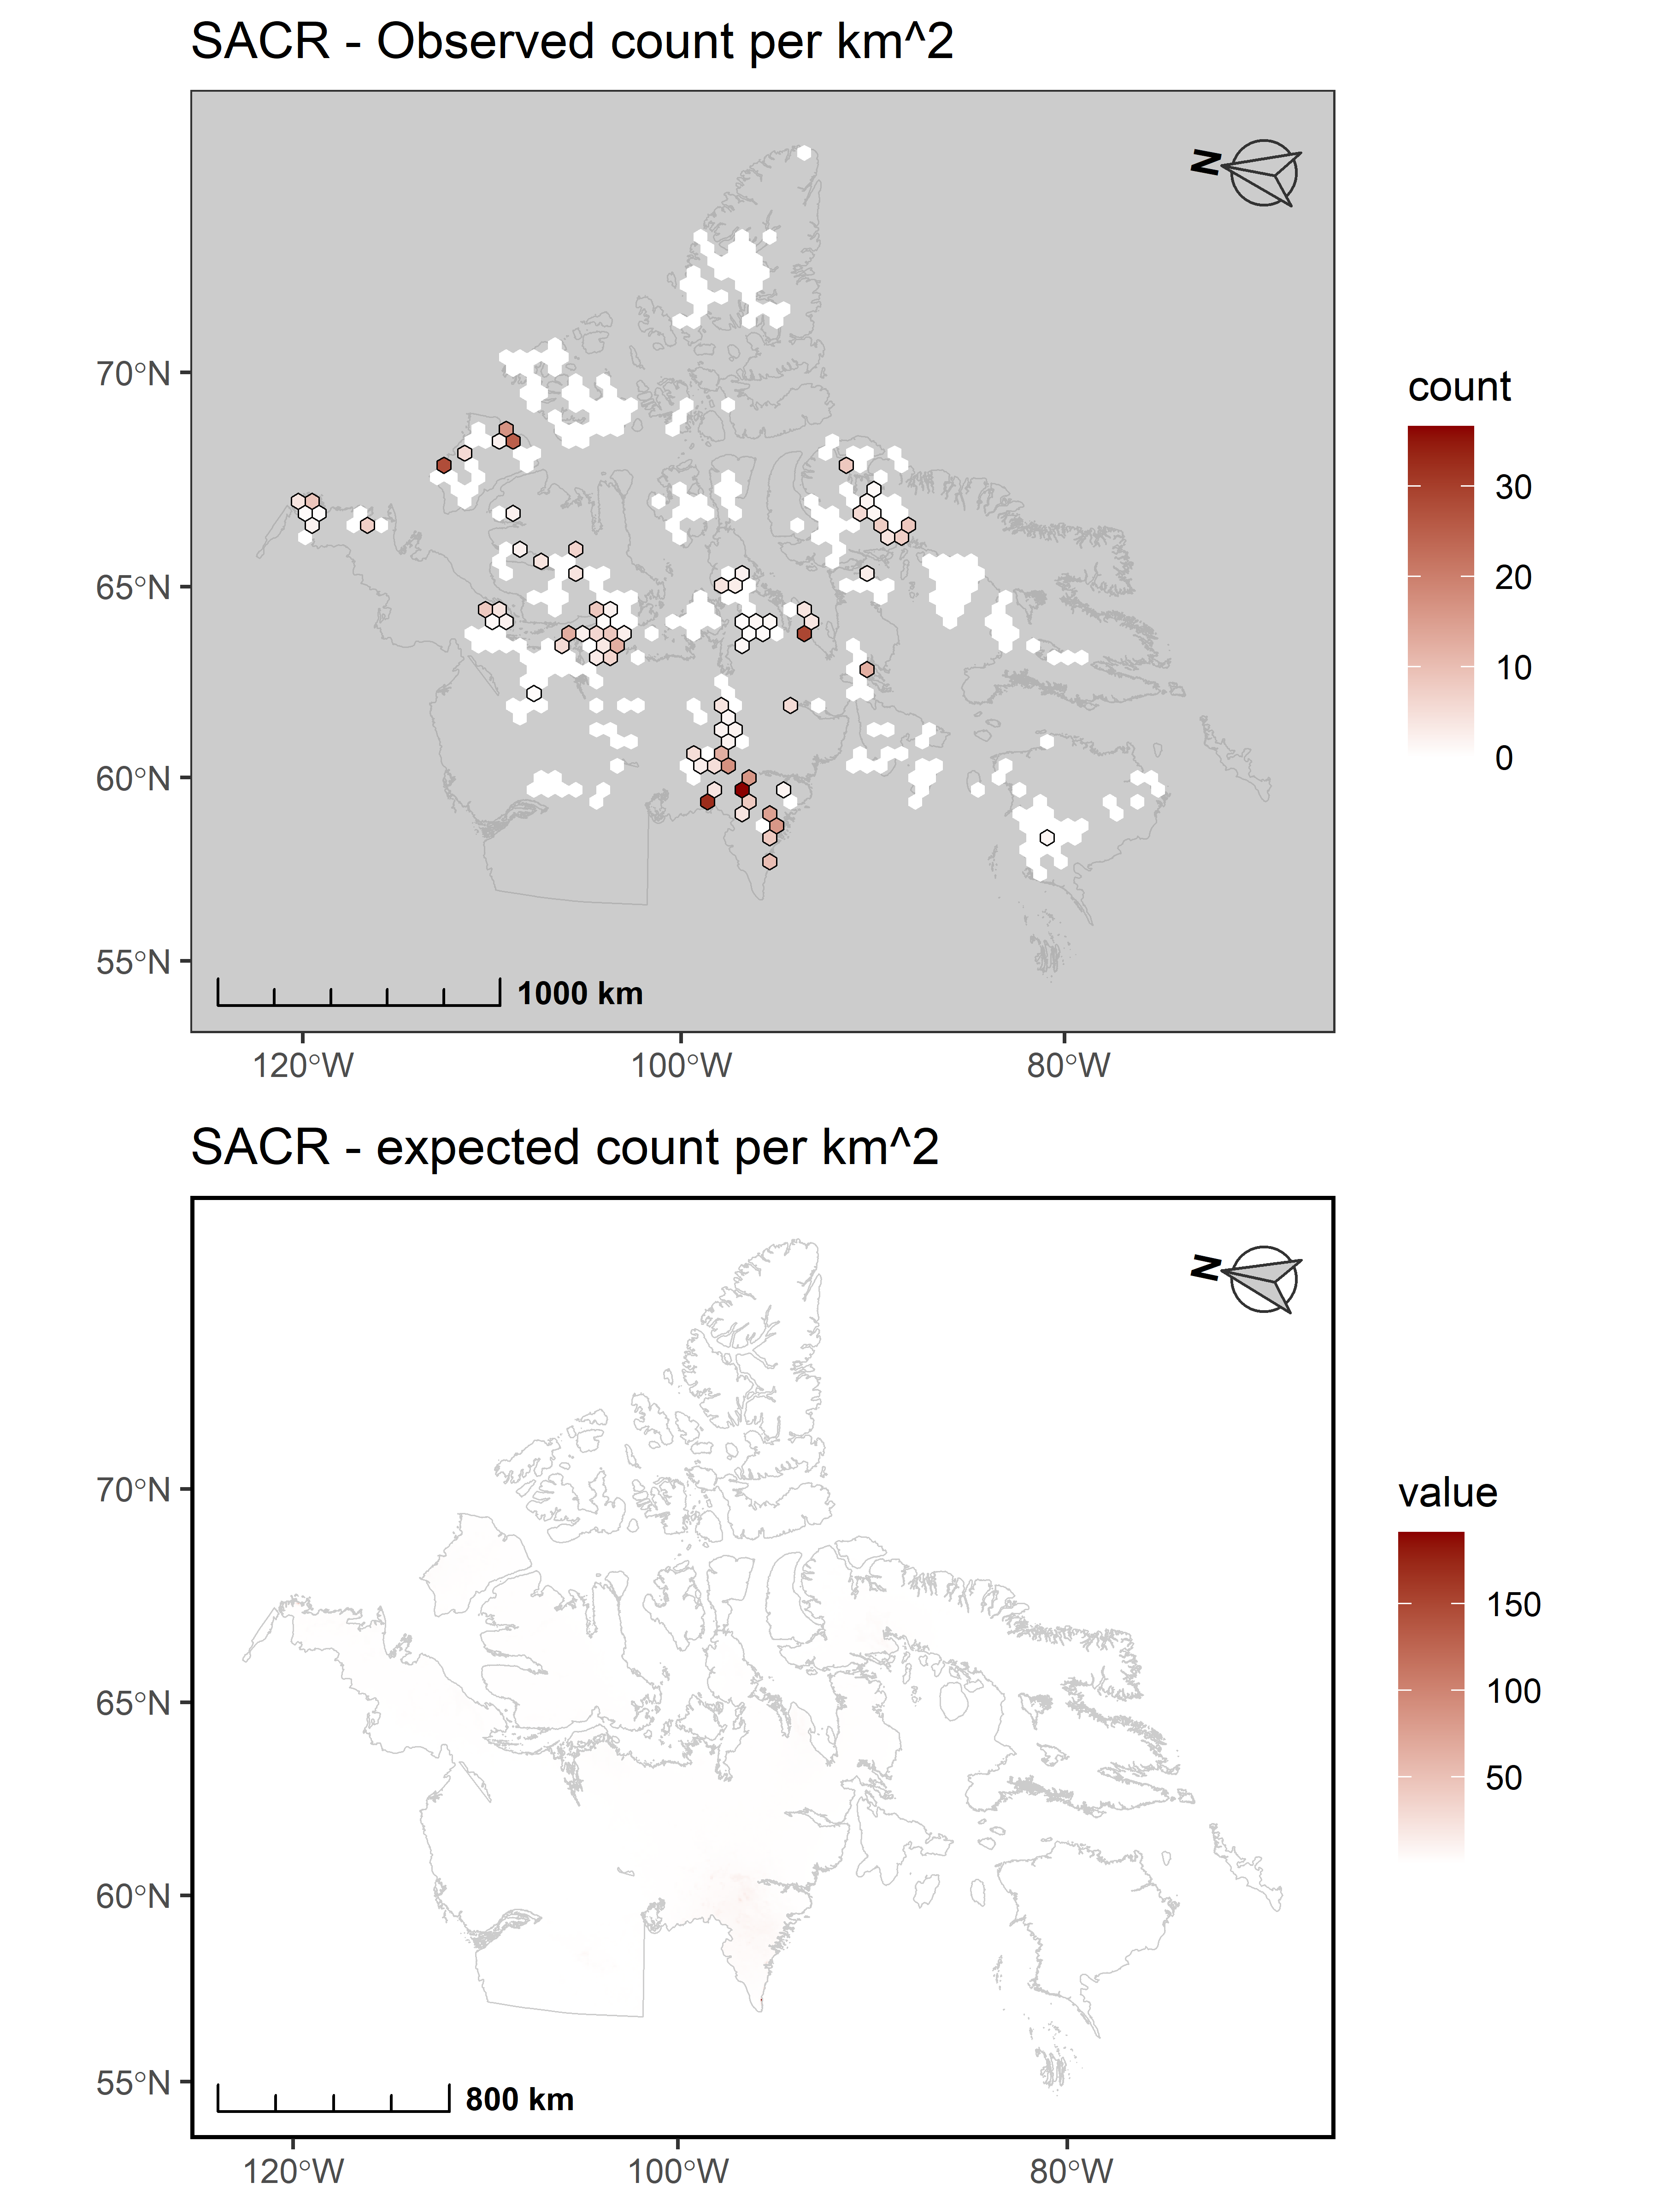 SACR - Observed count per km^2
N
70°N
65°N
60°N
55°N
1000 km
120°W 100°W 80°W
count
30
20
10
0
SACR - expected count per km^2
N
70°N
65°N
60°N
55°N
800 km
120°W 100°W 80°W
value
150
100
50